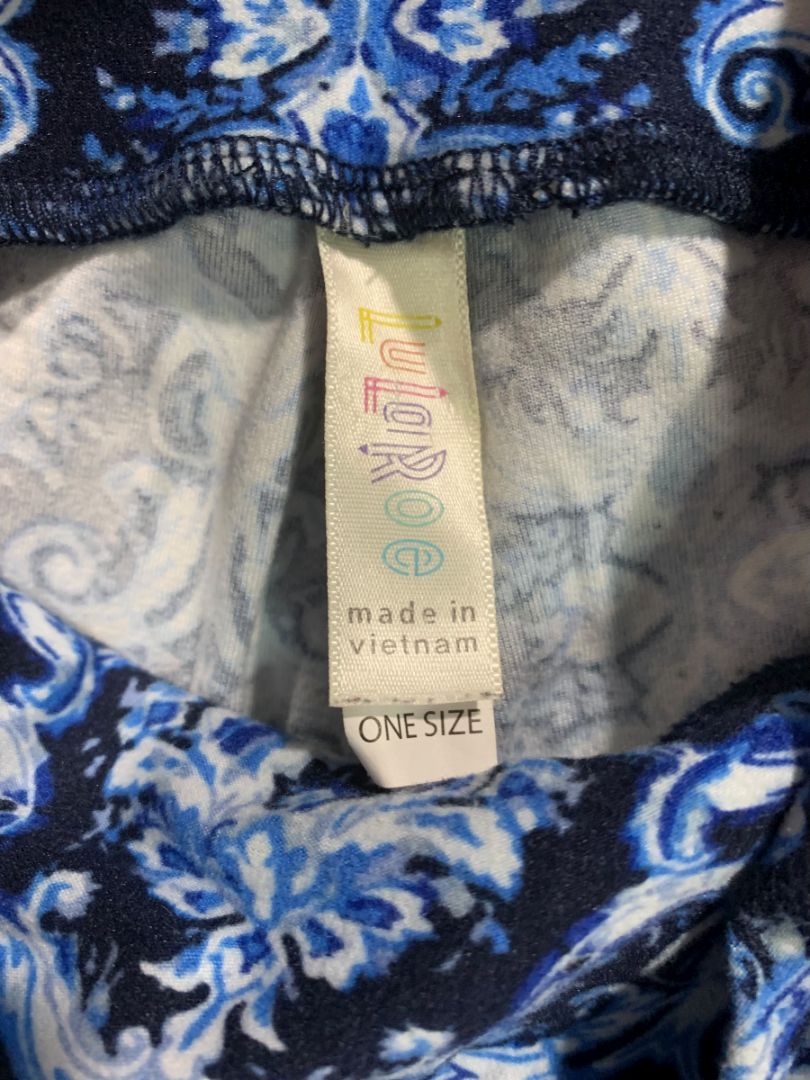 LuLaRoe
made in
vietnam
ONE SIZE